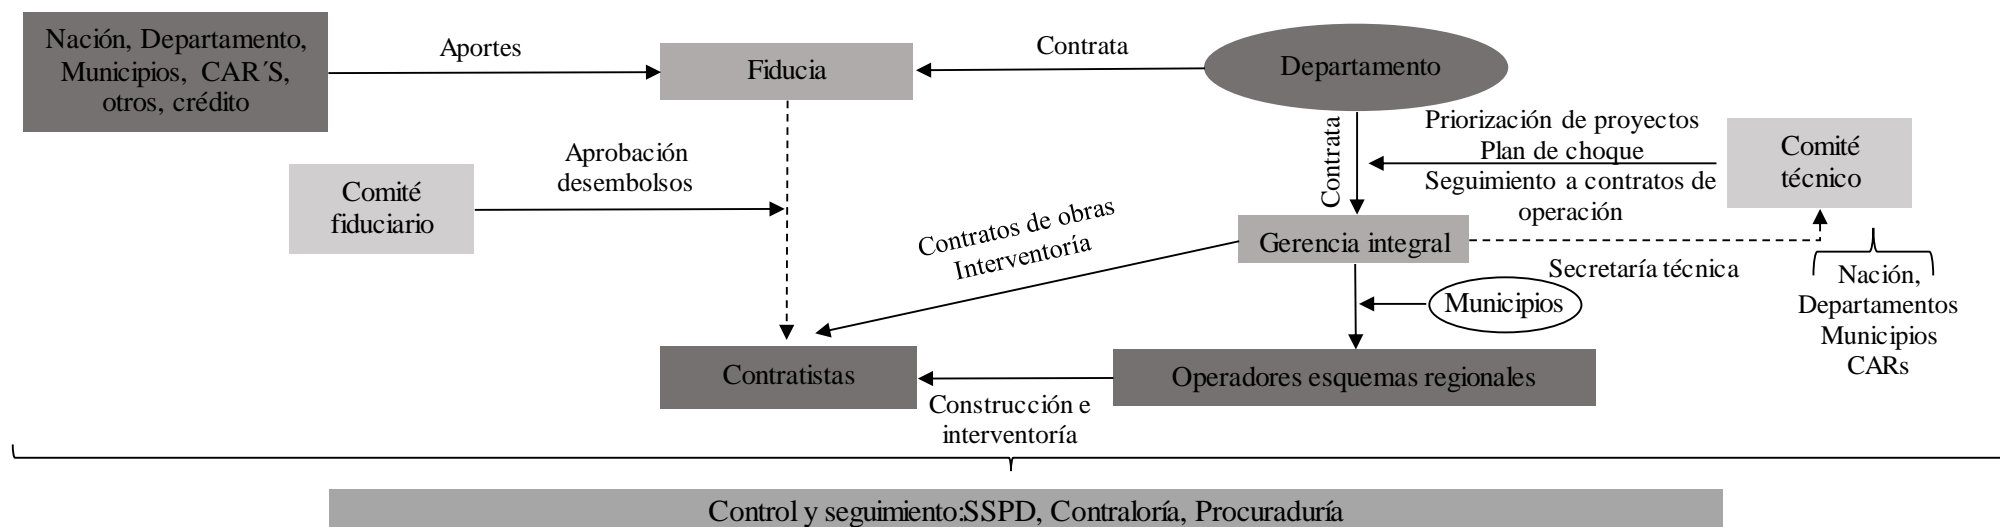 Nación, Departamento,
Municipios, CAR´S,
otros, crédito
Aportes
Fiducia
Contrata
Departamento
Contrata
Priorización de proyectos
Plan de choque
Seguimiento a contratos de
operación
Comité
técnico
Aprobación
desembolsos
Comité
fiduciario
Contratos de obras
Interventoría
Gerencia integral
Secretaría técnica
Nación,
Departamentos
Municipios
CARs
Municipios
Contratistas
Operadores esquemas regionales
Construcción e
interventoría
Control y seguimiento:SSPD, Contraloría, Procuraduría